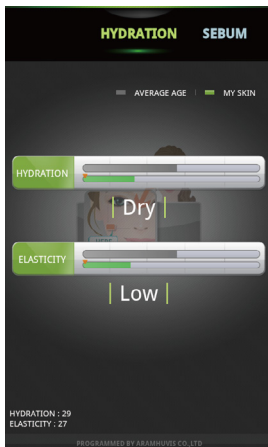 HYDRATION SEBUM
AVERAGE AGE | MY SKIN
HYDRATION
| Dry |
ELASTICITY
| Low |
HYDRATION : 29
ELASTICITY : 27
PROGRAMMED BY ARAMHUVIS CO.,LTD